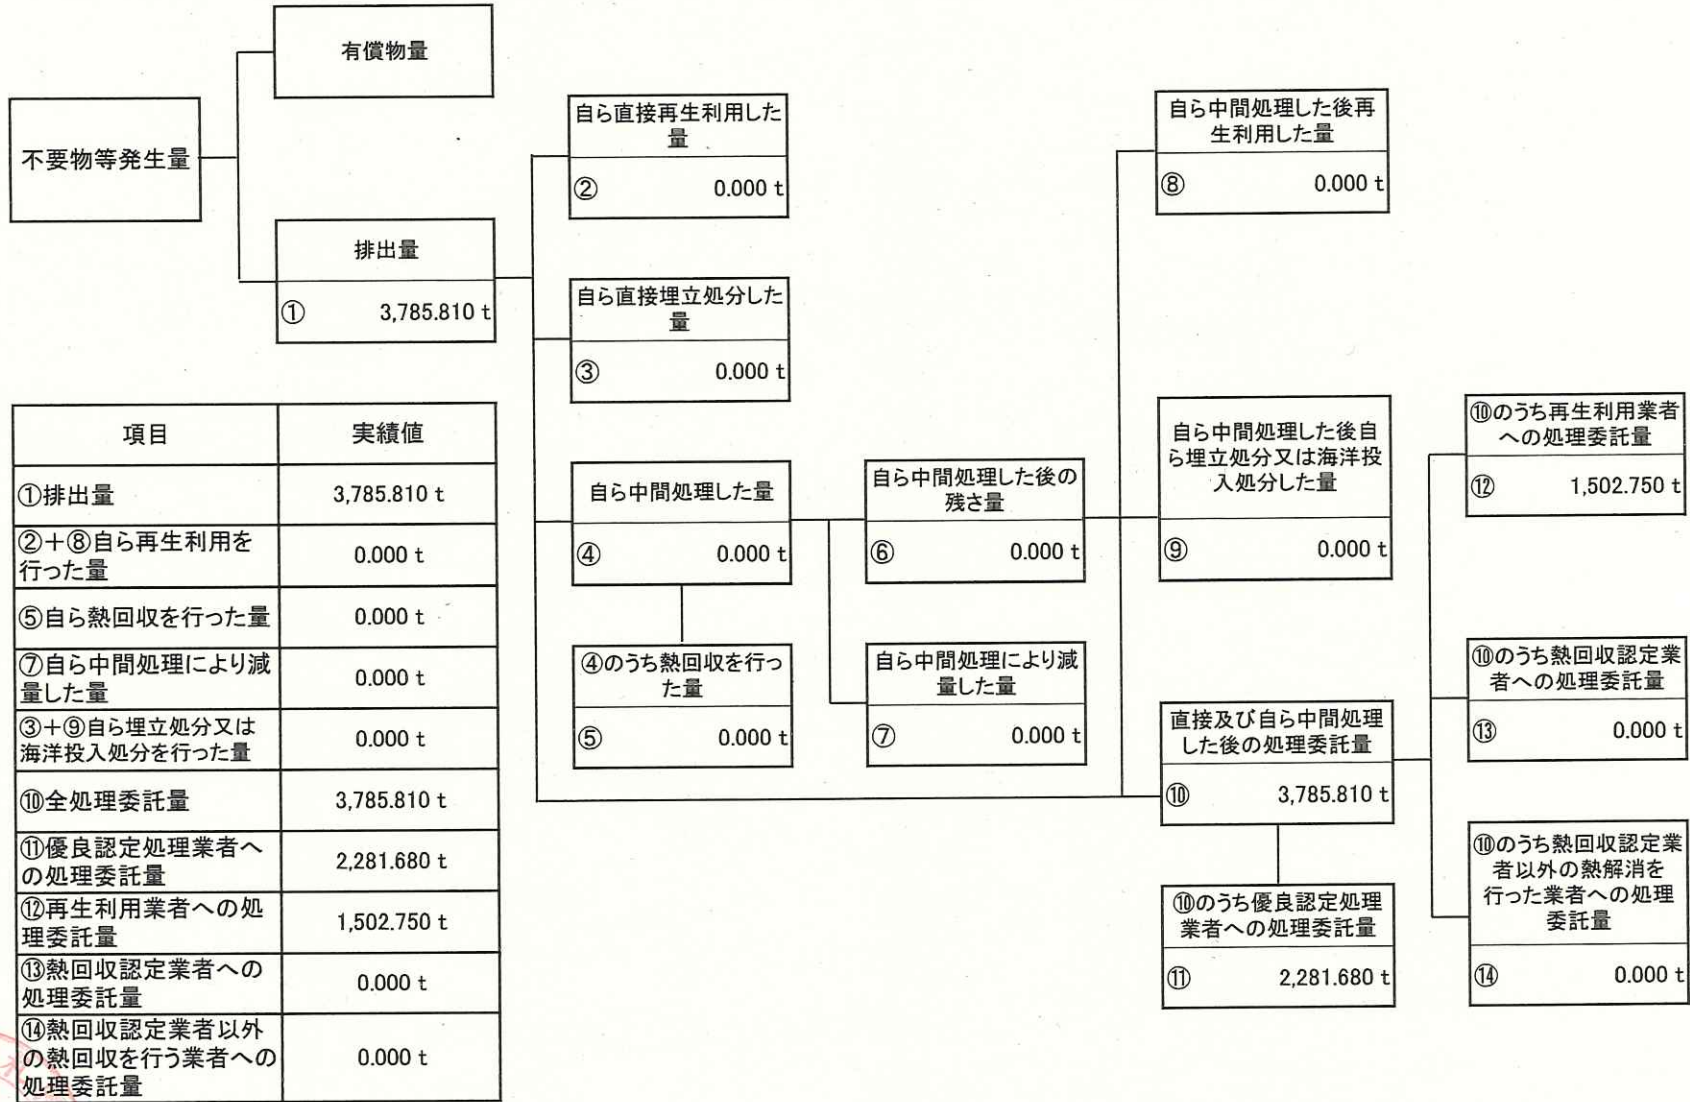 有償物量
不要物等発生量
排出量
① 3,785.810 t
自ら直接再生利用した
量
② 0.000 t
自ら直接埋立処分した
量
③ 0.000 t
自ら中間処理した量
④ 0.000 t
④のうち熱回収を行っ
た量
⑤ 0.000 t
自ら中間処理した後の
残さ量
⑥ 0.000 t
自ら中間処理により減
量した量
⑦ 0.000 t
自ら中間処理した後再
生利用した量
⑧ 0.000 t
自ら中間処理した後自
ら埋立処分又は海洋投
入処分した量
⑨ 0.000 t
直接及び自ら中間処理
した後の処理委託量
⑩ 3,785.810 t
⑩のうち優良認定処理
業者への処理委託量
⑪ 2,281.680 t
⑩のうち再生利用業者
への処理委託量
⑫ 1,502.750 t
⑩のうち熱回収認定業
者への処理委託量
⑬ 0.000 t
⑩のうち熱回収認定業
者以外の熱解消を
行った業者への処理
委託量
⑭ 0.000 t
項目 実績値
①排出量 3,785.810 t
②＋⑧自ら再生利用を
行った量 0.000 t
⑤自ら熱回収を行った量 0.000 t
⑦自ら中間処理により減
量した量 0.000 t
③＋⑨自ら埋立処分又は
海洋投入処分を行った量 0.000 t
⑩全処理委託量 3,785.810 t
⑪優良認定処理業者へ
の処理委託量 2,281.680 t
⑫再生利用業者への処
理委託量 1,502.750 t
⑬熱回収認定業者への
処理委託量 0.000 t
⑭熱回収認定業者以外
の熱回収を行う業者への
処理委託量 0.000 t